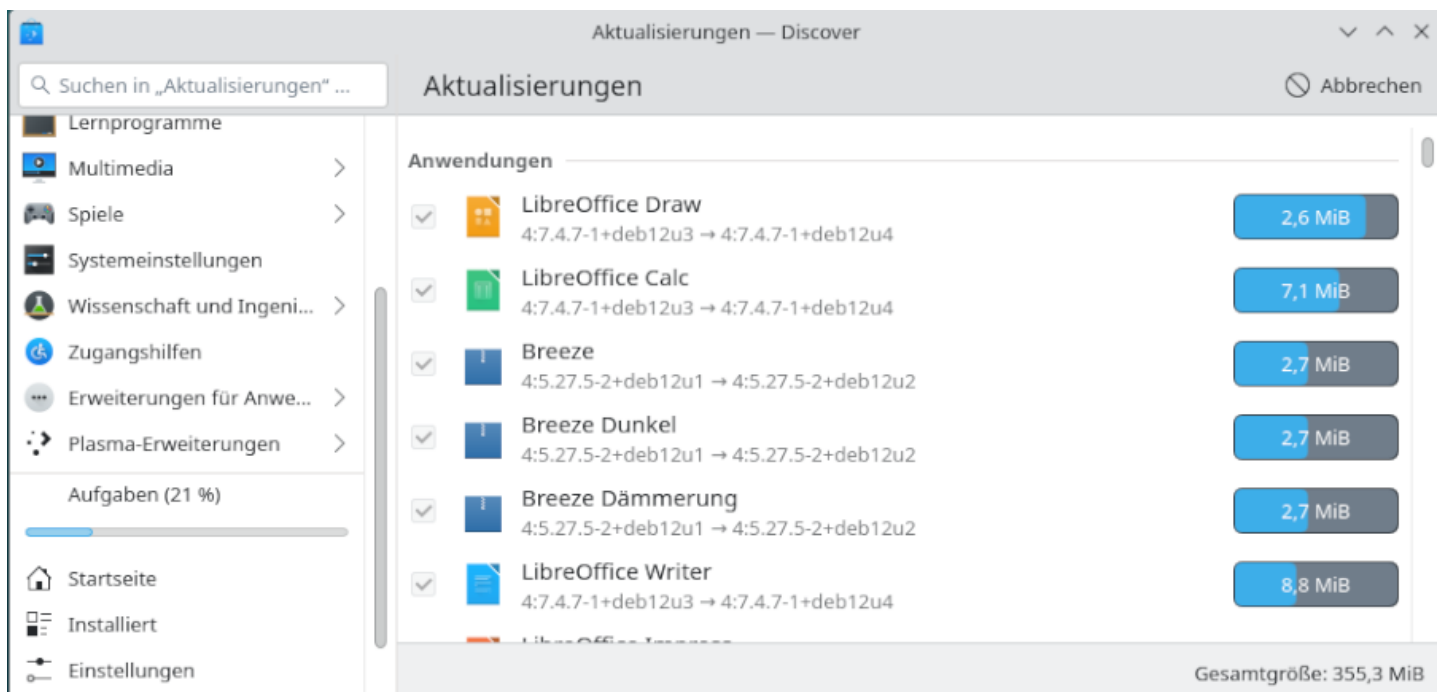 Aktualisierungen — Discover
Suchen in „Aktualisierungen“ ...
Aktualisierungen
Abbrechen
Lernprogramme
Multimedia
Spiele
Systemeinstellungen
Wissenschaft und Ingeni...
Zugangshilfen
Erweiterungen für Anwe...
Plasma-Erweiterungen
Aufgaben (21 %)
Startseite
Installiert
Einstellungen
Anwendungen
LibreOffice Draw
4:7.4.7-1+deb12u3 → 4:7.4.7-1+deb12u4
2,6 MiB
LibreOffice Calc
4:7.4.7-1+deb12u3 → 4:7.4.7-1+deb12u4
7,1 MiB
Breeze
4:5.27.5-2+deb12u1 → 4:5.27.5-2+deb12u2
2,7 MiB
Breeze Dunkel
4:5.27.5-2+deb12u1 → 4:5.27.5-2+deb12u2
2,7 MiB
Breeze Dämmerung
4:5.27.5-2+deb12u1 → 4:5.27.5-2+deb12u2
2,7 MiB
LibreOffice Writer
4:7.4.7-1+deb12u3 → 4:7.4.7-1+deb12u4
8,8 MiB
LibreOffice Impress
Gesamtgröße: 355,3 MiB